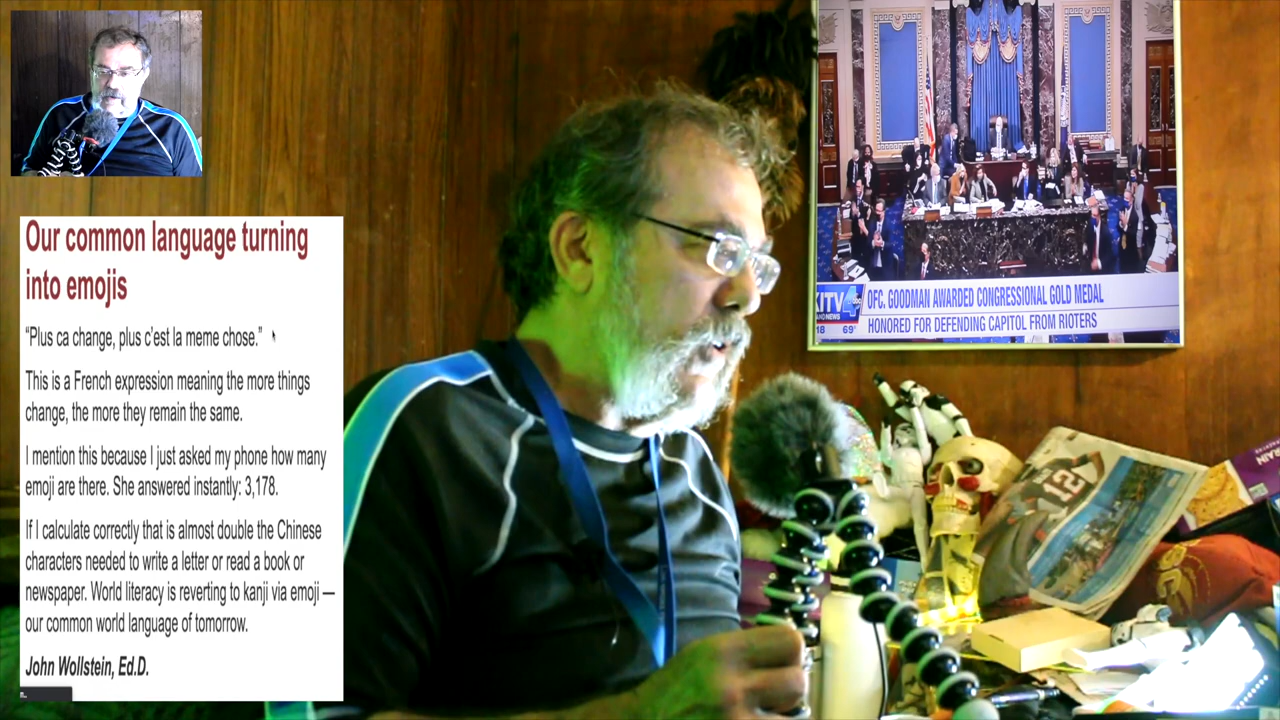 Our common language turning
into emojis
“Plus ca change, plus c’est la meme chose.”
This is a French expression meaning the more things
change, the more they remain the same.
I mention this because I just asked my phone how many
emoji are there. She answered instantly: 3,178.
If I calculate correctly that is almost double the Chinese
characters needed to write a letter or read a book or
newspaper. World literacy is reverting to kanji via emoji —
our common world language of tomorrow.
John Wollstein, Ed.D.
KITV 4
OFC. GOODMAN AWARDED CONGRESSIONAL GOLD MEDAL
18 69°
HONORED FOR DEFENDING CAPITOL FROM RIOTERS
12